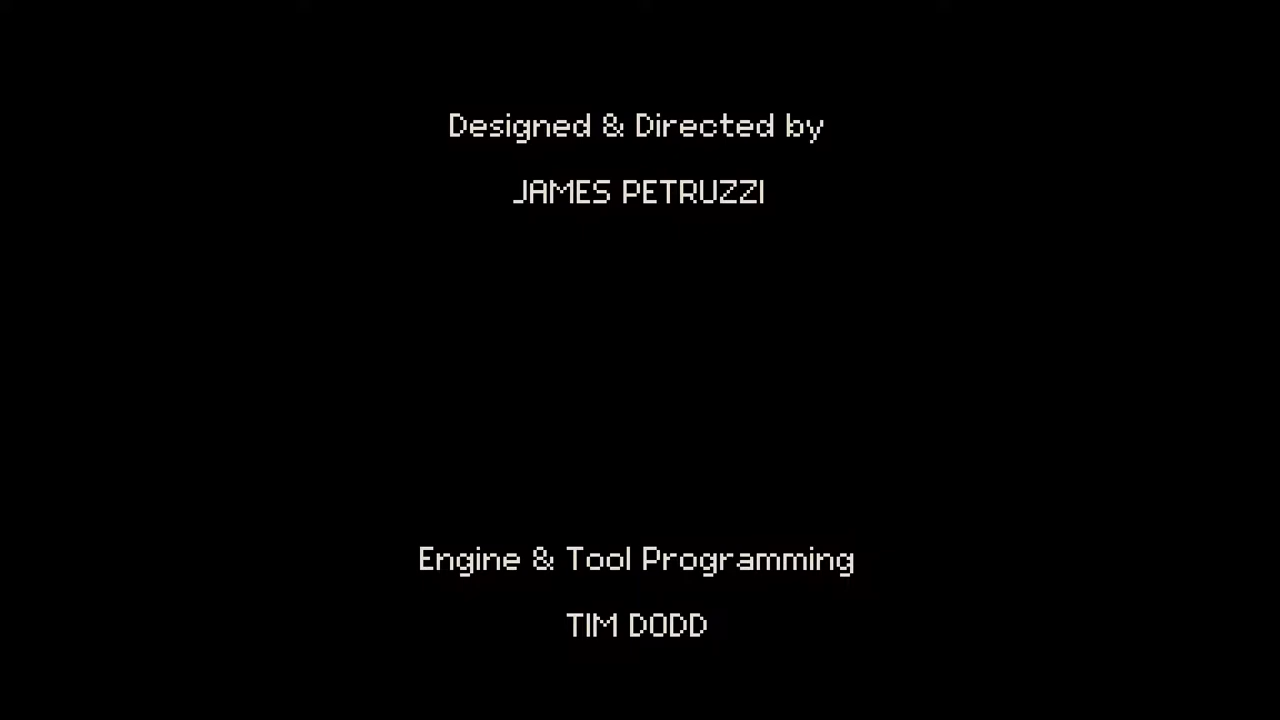 Designed & Directed by
JAMES PETRUZZI
Engine & Tool Programming
TIM DODD